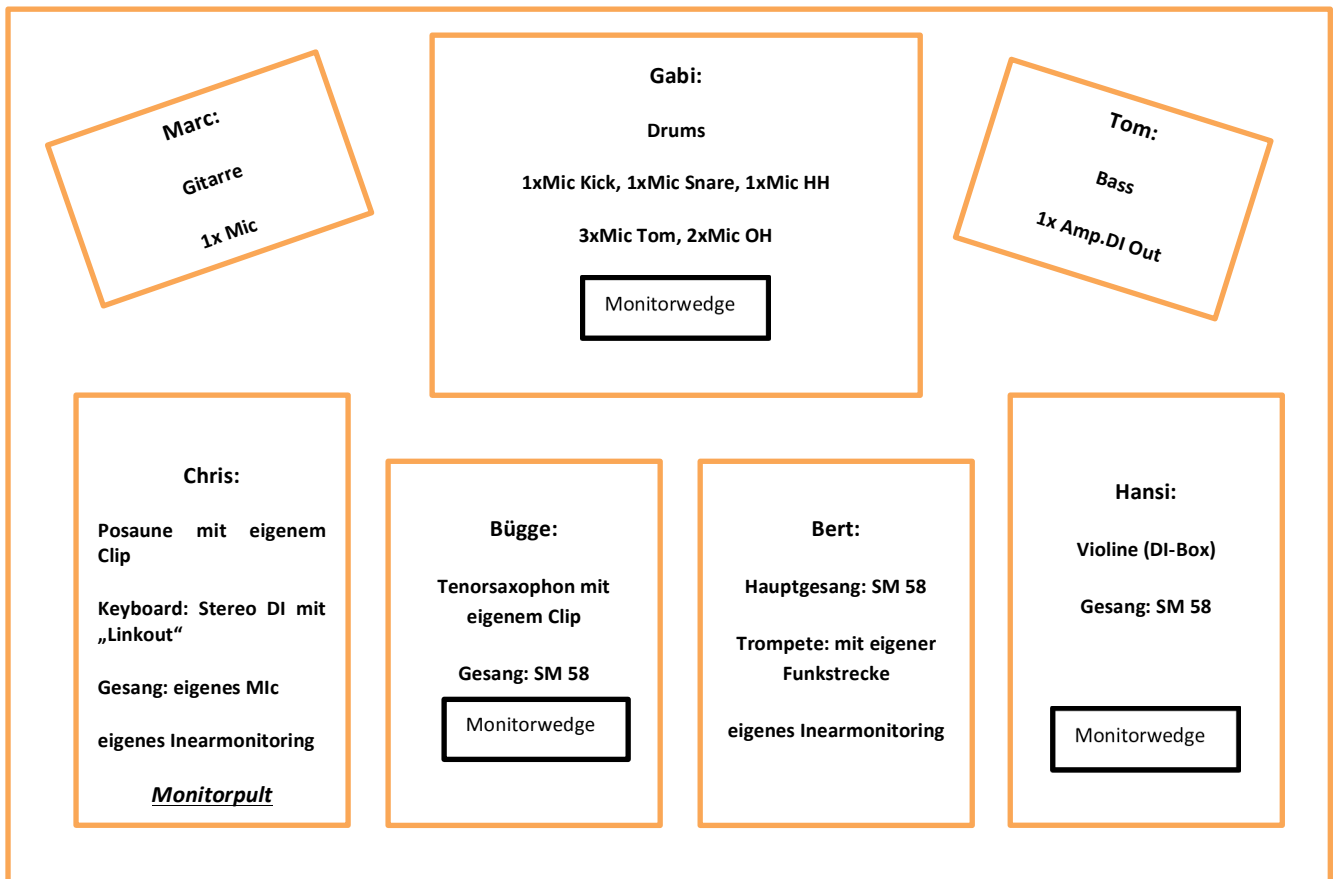 Marc:
Gitarre
1x Mic
Gabi:
Drums
1xMic Kick, 1xMic Snare, 1xMic HH
3xMic Tom, 2xMic OH
Monitorwedge
Tom:
Bass
1x Amp.DI Out
Chris:
Posaune mit eigenem
Clip
Keyboard: Stereo DI mit
„Linkout“
Gesang: eigenes MIc
eigenes Inearmonitoring
Monitorpult
Bügge:
Tenorsaxophon mit
eigenem Clip
Gesang: SM 58
Monitorwedge
Bert:
Hauptgesang: SM 58
Trompete: mit eigener
Funkstrecke
eigenes Inearmonitoring
Hansi:
Violine (DI-Box)
Gesang: SM 58
Monitorwedge